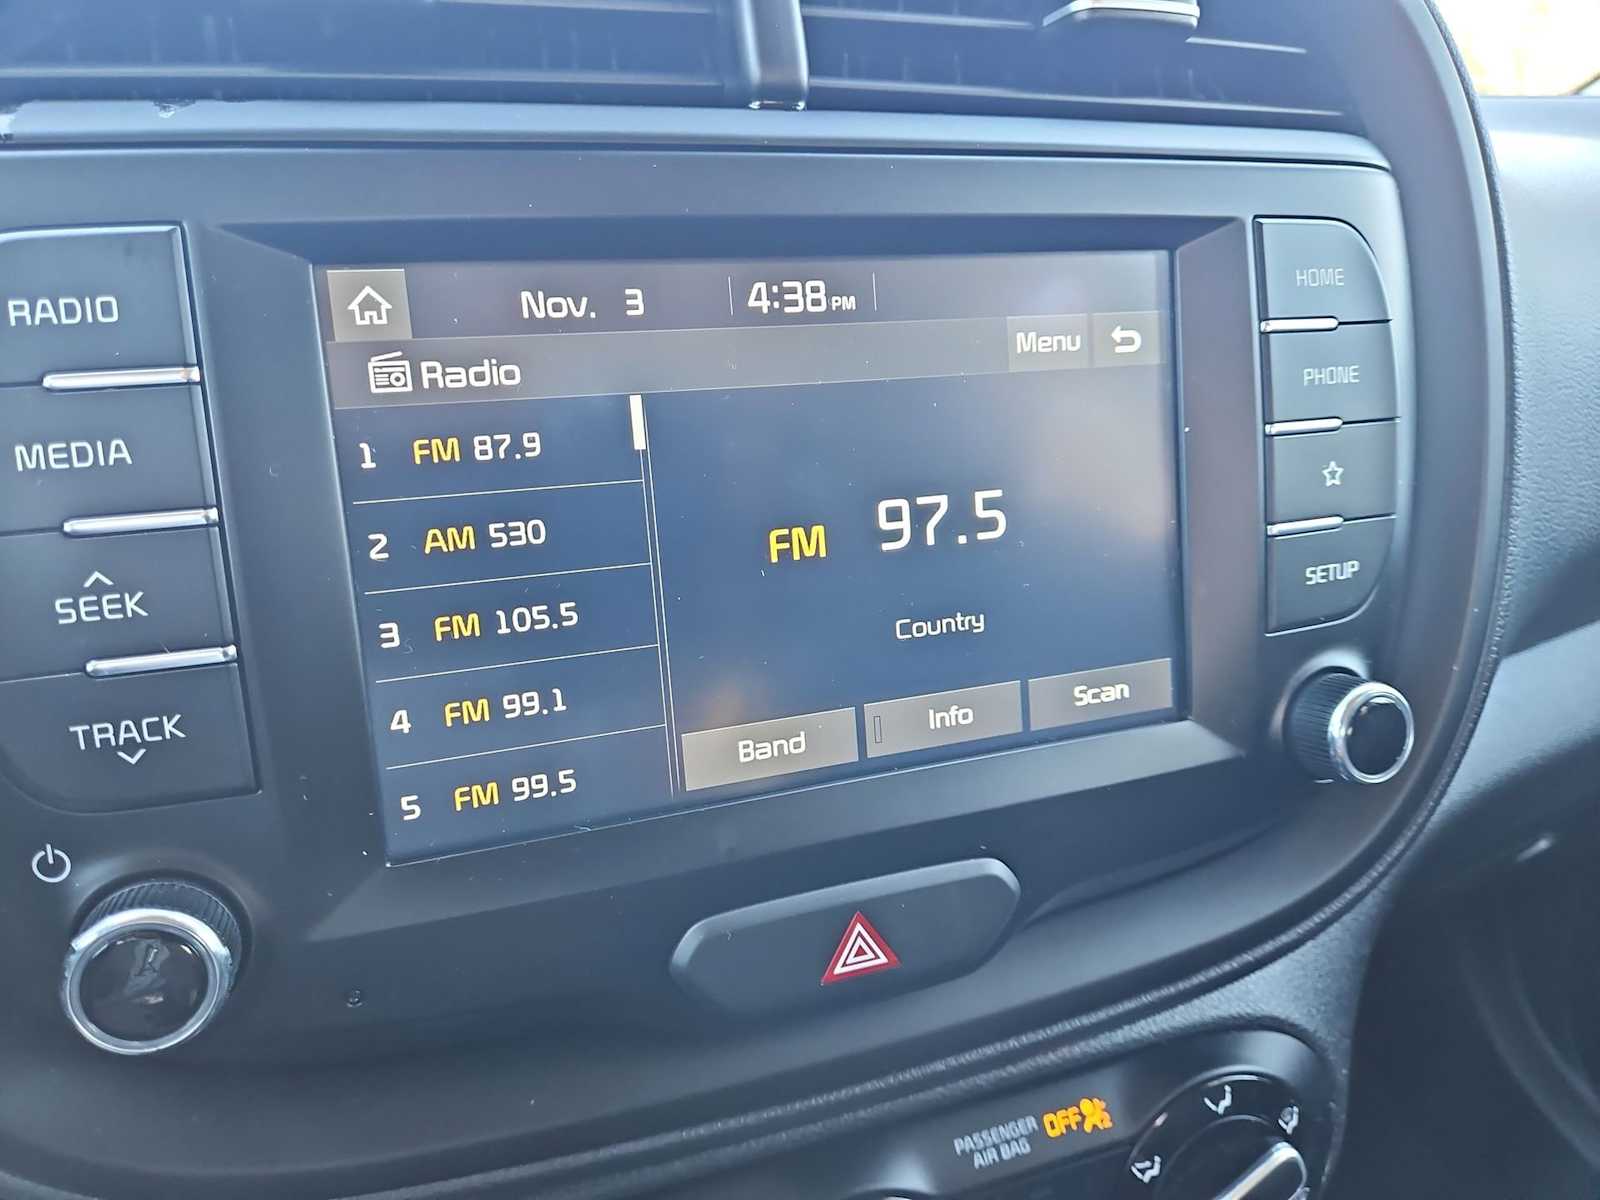 Nov. 3 4:38 PM
Radio Menu
1 FM 87.9
2 AM 530
3 FM 105.5
4 FM 99.1
5 FM 99.5
FM 97.5
Country
Band Info Scan
RADIO
MEDIA
SEEK
TRACK
HOME
PHONE
SETUP
PASSENGER
AIR BAG
OFF